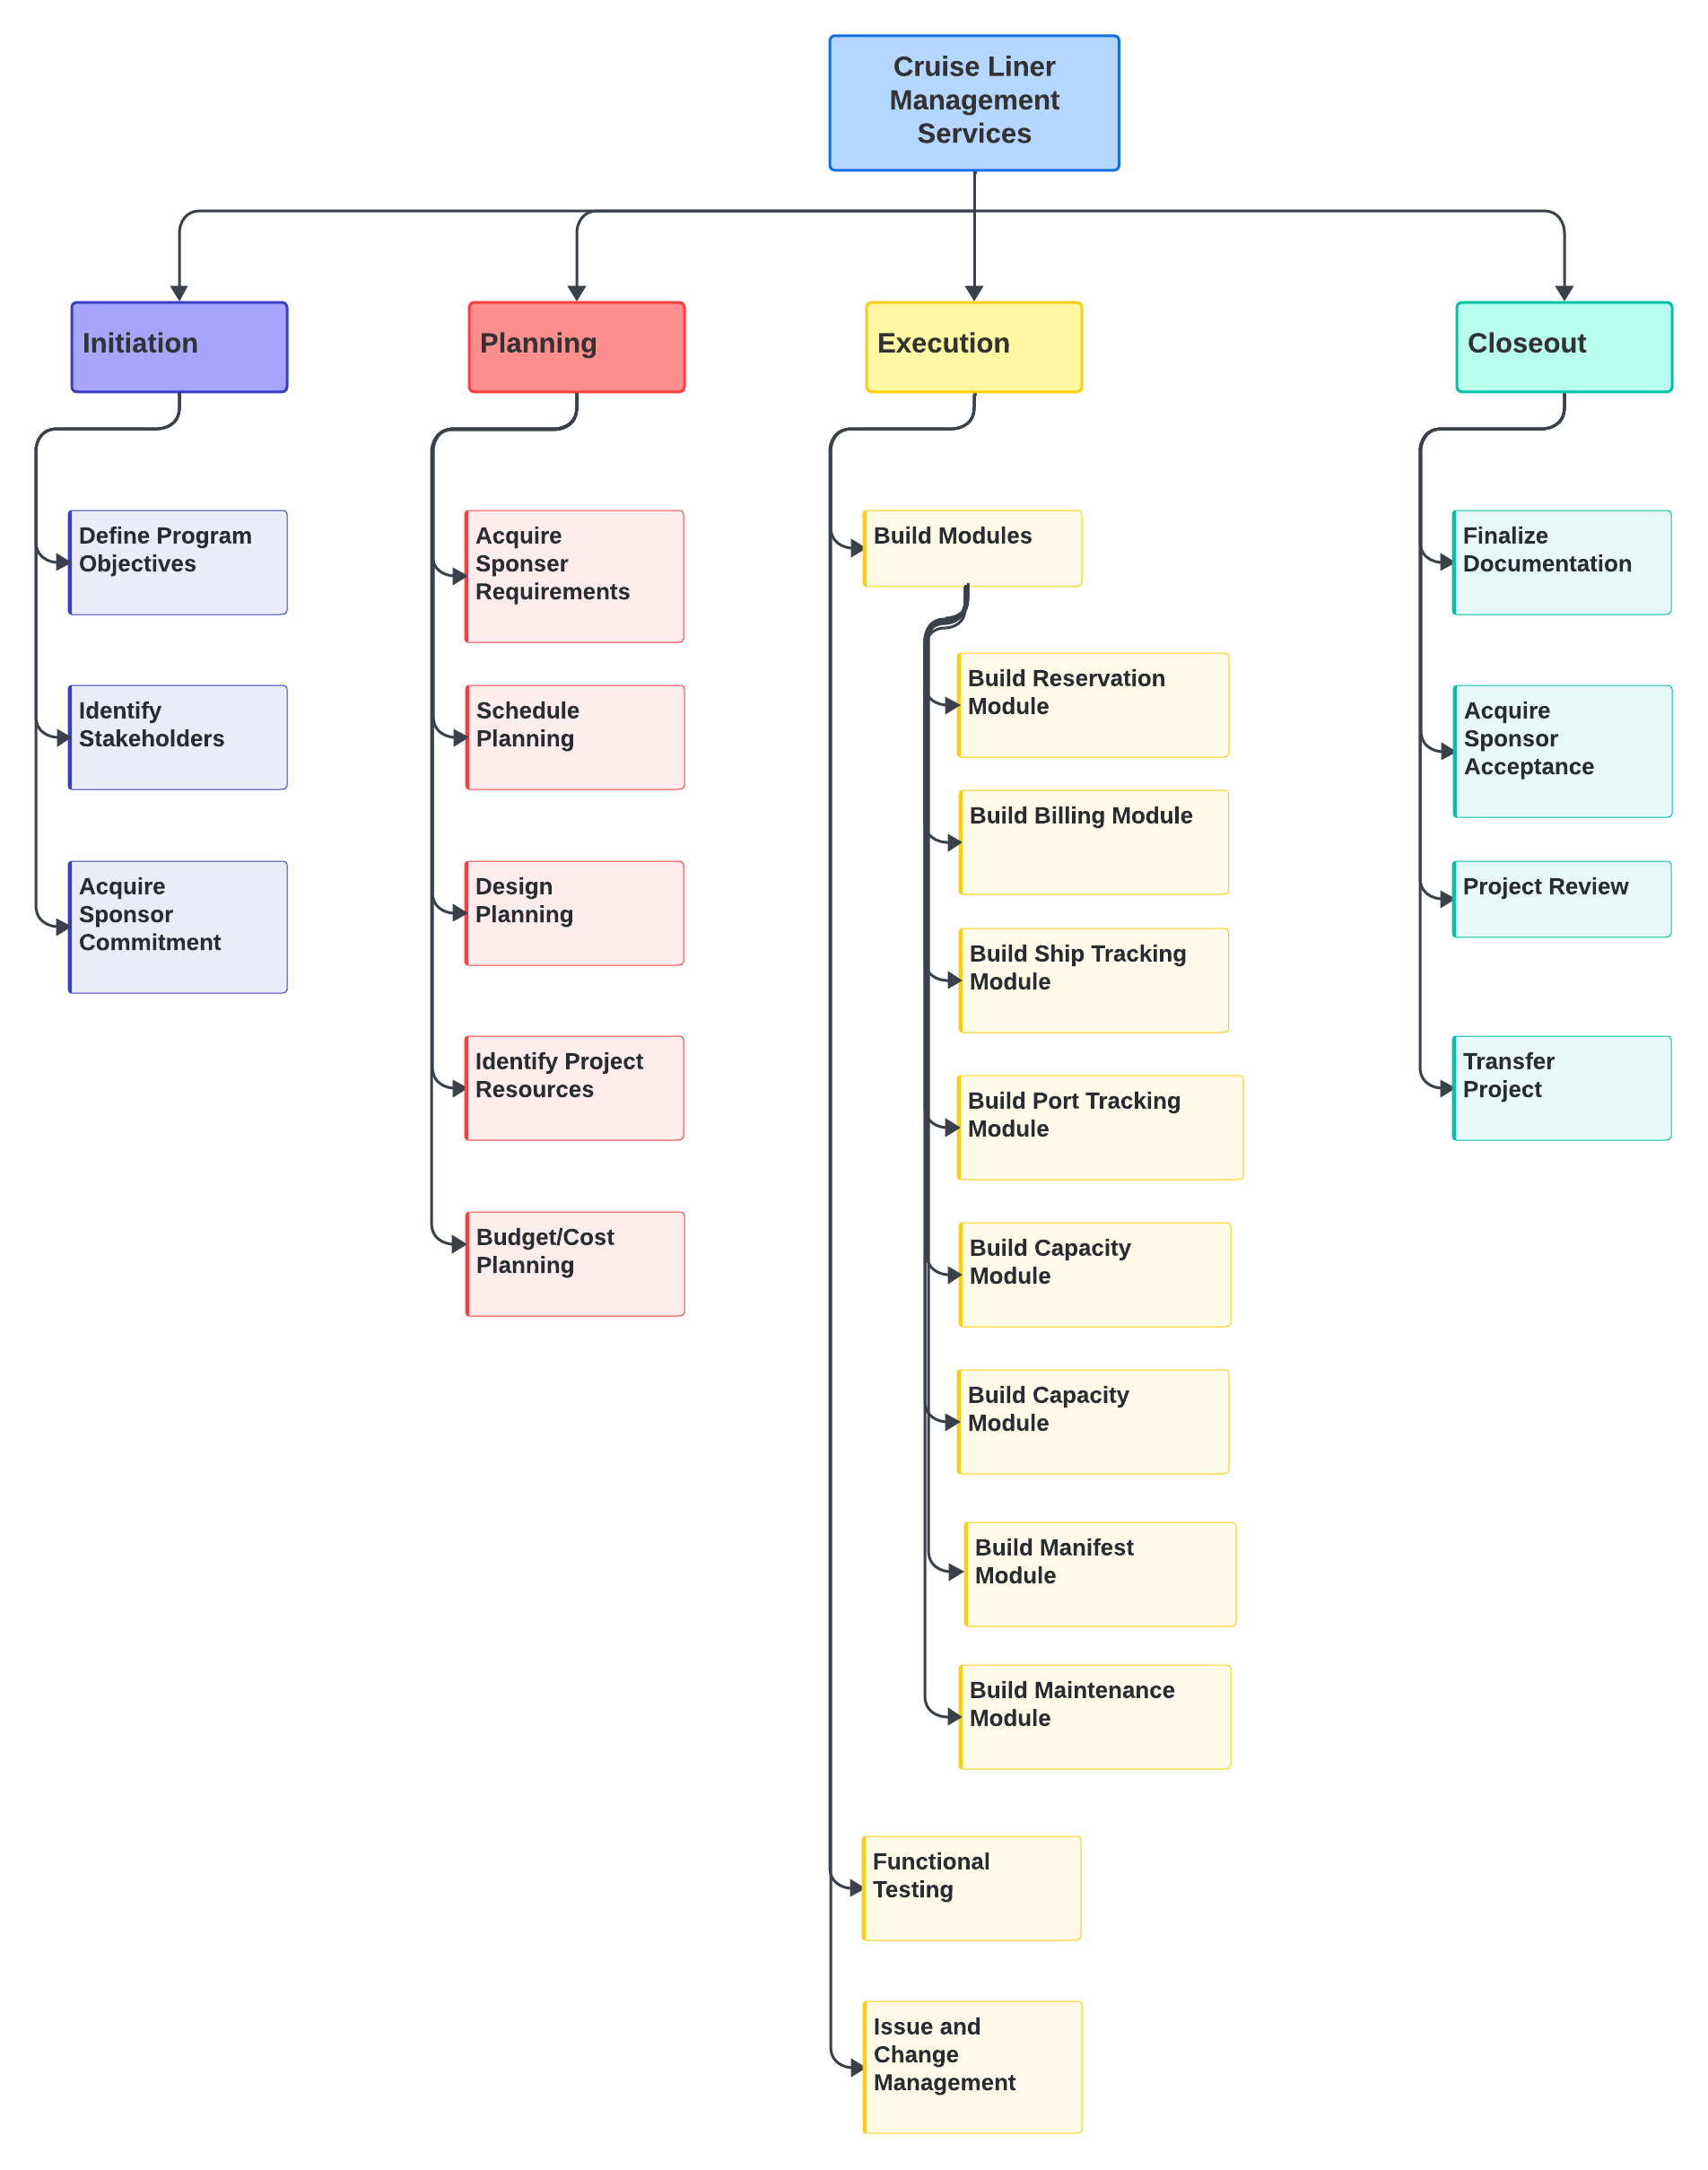 Cruise Liner
Management
Services
Initiation
Planning
Execution
Closeout
Define Program
Objectives
Identify
Stakeholders
Acquire
Sponsor
Commitment
Acquire
Sponser
Requirements
Schedule
Planning
Design
Planning
Identify Project
Resources
Budget/Cost
Planning
Build Modules
Build Reservation
Module
Build Billing Module
Build Ship Tracking
Module
Build Port Tracking
Module
Build Capacity
Module
Build Capacity
Module
Build Manifest
Module
Build Maintenance
Module
Functional
Testing
Issue and
Change
Management
Finalize
Documentation
Acquire
Sponsor
Acceptance
Project Review
Transfer
Project